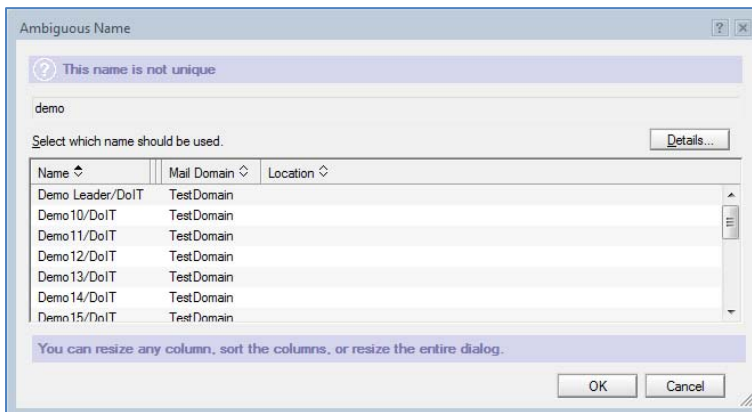 Ambiguous Name
This name is not unique
demo
Select which name should be used.
Details...
Name Mail Domain Location
Demo Leader/DoIT TestDomain
Demo10/DoIT TestDomain
Demo11/DoIT TestDomain
Demo12/DoIT TestDomain
Demo13/DoIT TestDomain
Demo14/DoIT TestDomain
Demo15/DoIT TestDomain
You can resize any column, sort the columns, or resize the entire dialog.
OK Cancel